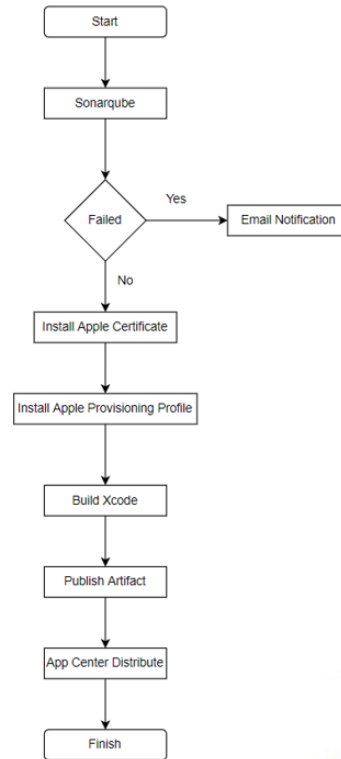 Start
Sonarqube
Failed
Yes
Email Notification
No
Install Apple Certificate
Install Apple Provisioning Profile
Build Xcode
Publish Artifact
App Center Distribute
Finish